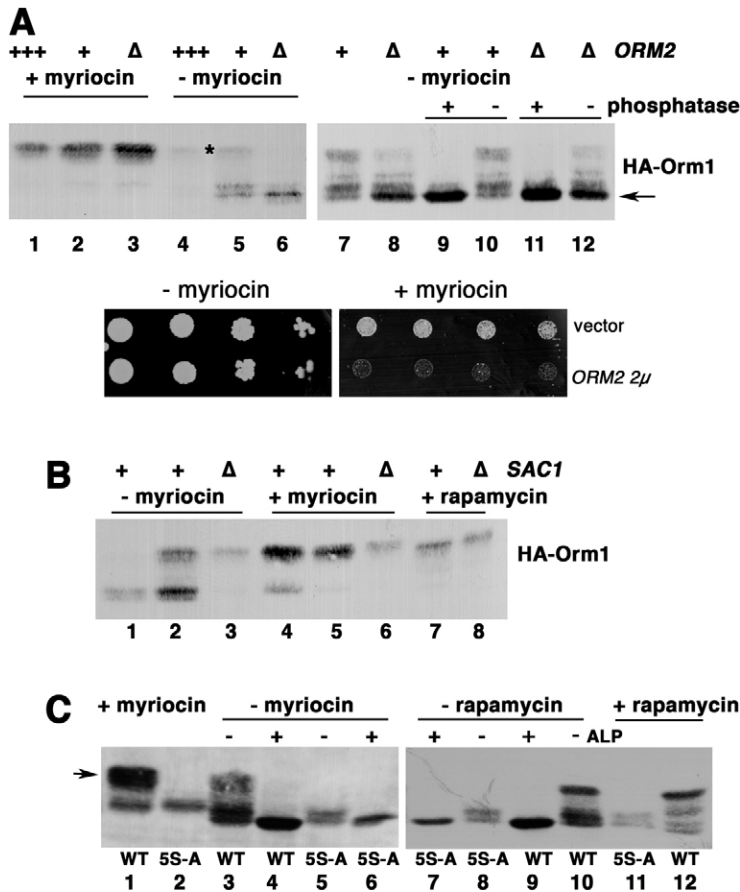 A
+++ + Δ +++ + Δ + Δ + + Δ Δ ORM2
+ myriocin - myriocin - myriocin
+ - + - phosphatase
*
HA-Orm1
1 2 3 4 5 6 7 8 9 10 11 12
- myriocin + myriocin
vector
ORM2 2μ
B
+ + Δ + + Δ + Δ SAC1
- myriocin + myriocin + rapamycin
HA-Orm1
1 2 3 4 5 6 7 8
C
+ myriocin - myriocin - rapamycin + rapamycin
- + - + + - + - ALP
WT 5S-A WT WT 5S-A 5S-A 5S-A 5S-A WT WT 5S-A WT
1 2 3 4 5 6 7 8 9 10 11 12